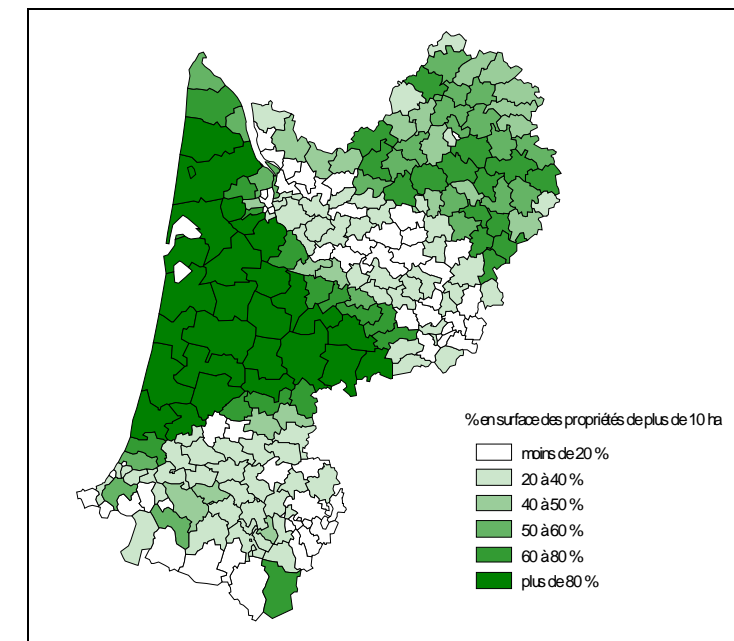 % en surface des propriétés de plus de 10 ha
moins de 20 %
20 à 40 %
40 à 50 %
50 à 60 %
60 à 80 %
plus de 80 %